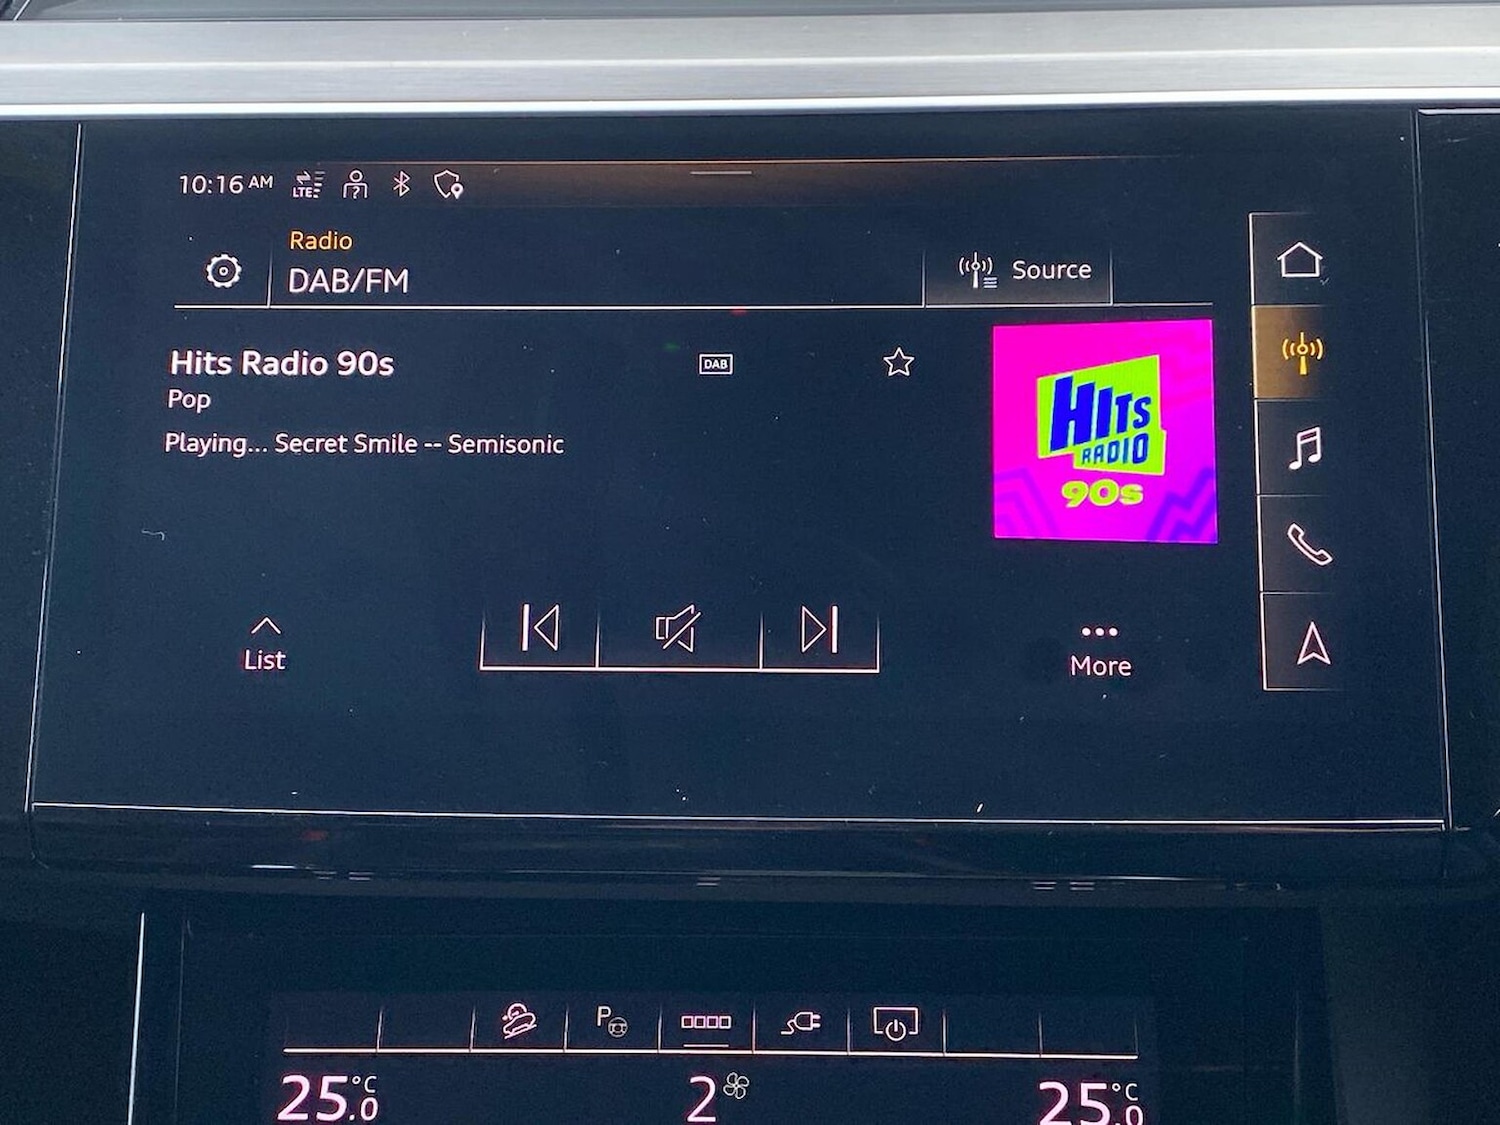 10:16 AM
LTE
?
Radio
DAB/FM
Source
Hits Radio 90s
DAB
Pop
Playing... Secret Smile -- Semisonic
HITS
RADIO
90s
List
More
P
25.0 °C
2
25.0 °C